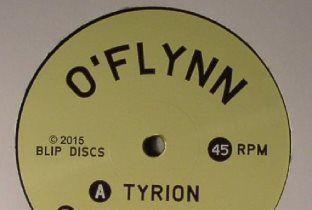 O'FLYNN
© 2015
BLIP DISCS
45 RPM
A TYRION